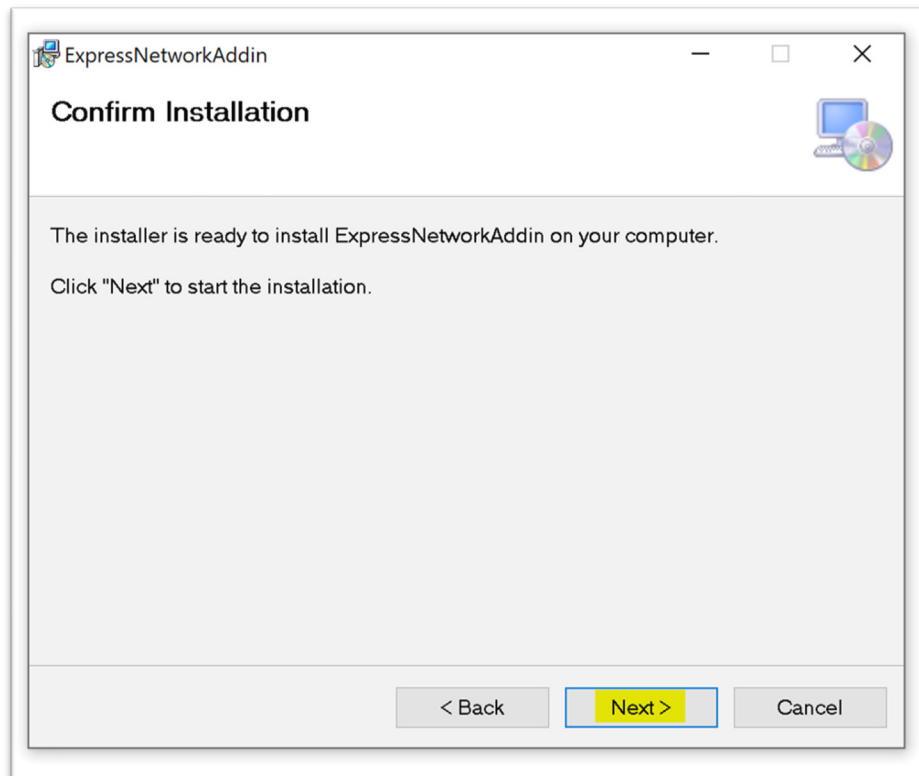 ExpressNetworkAddin
Confirm Installation
The installer is ready to install ExpressNetworkAddin on your computer.
Click "Next" to start the installation.
< Back
Next >
Cancel